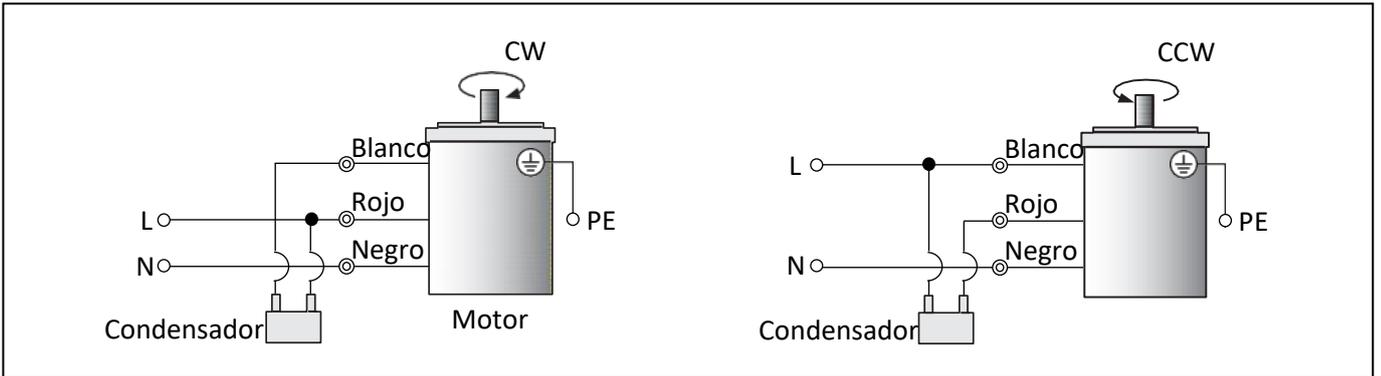 CW
Blanco
Rojo
L
PE
Negro
N
Condensador
Motor
CCW
Blanco
L
Rojo
PE
Negro
N
Condensador